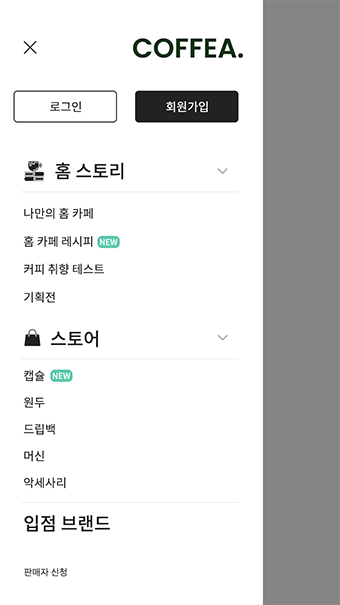 COFFEA.
로그인
회원가입
홈 스토리
나만의 홈 카페
홈 카페 레시피 NEW
커피 취향 테스트
기획전
스토어
캡슐 NEW
원두
드립백
머신
악세사리
입점 브랜드
판매자 신청